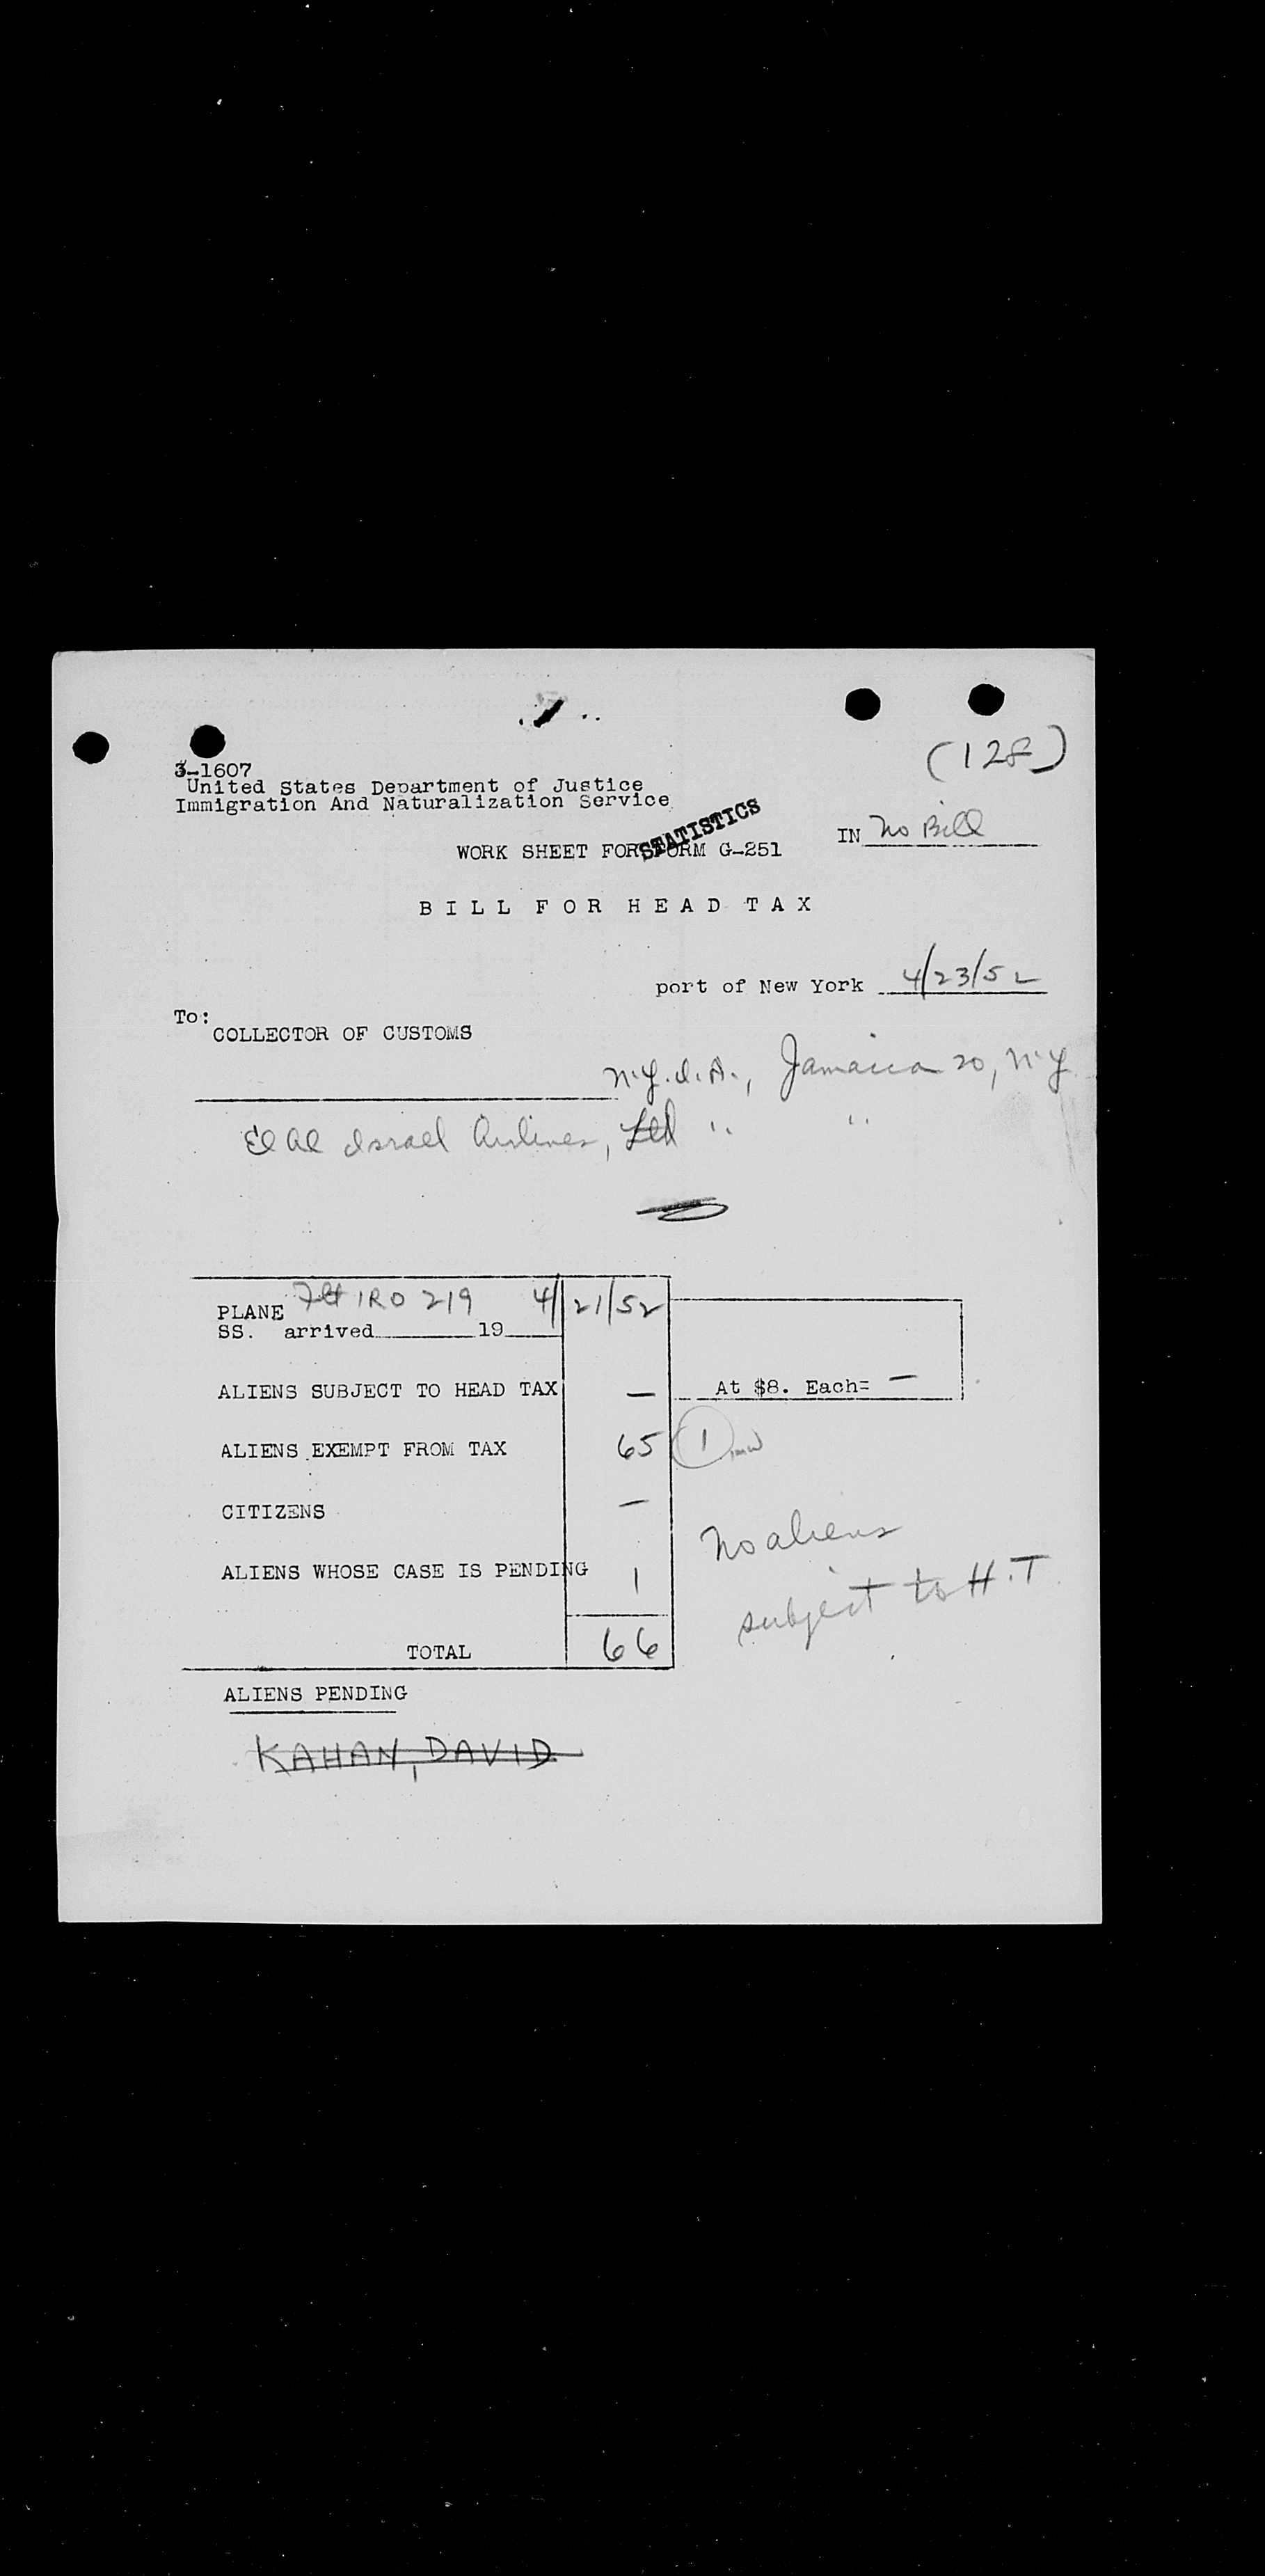 (128)
3-1607
United States Department of Justice
Immigration And Naturalization Service
STATISTICS
IN No Bill
WORK SHEET FOR FORM G-251
BILL FOR HEAD TAX
port of New York 4/23/52
To:
COLLECTOR OF CUSTOMS
N.Y.I.A., Jamaica 20, N.Y.
El Al Israel Airlines, Ltd " "
PLANE Flt IRO 219 4/21/52
SS. arrived 19
ALIENS SUBJECT TO HEAD TAX — At $8. Each= —
ALIENS EXEMPT FROM TAX 65 1
CITIZENS —
ALIENS WHOSE CASE IS PENDING 1
No aliens
subject to H.T
TOTAL 66
ALIENS PENDING
KAHAN, DAVID